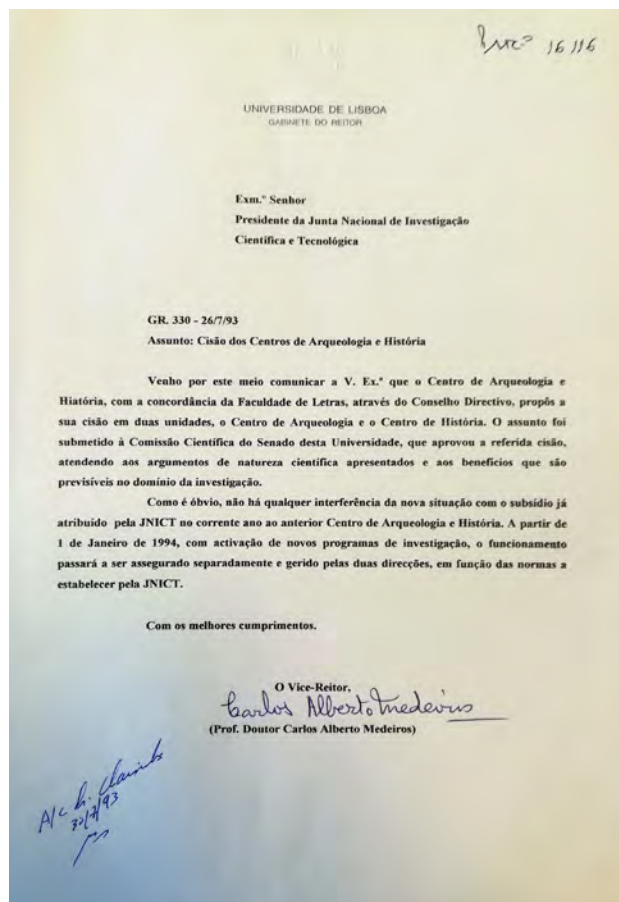 16116
UNIVERSIDADE DE LISBOA
GABINETE DO REITOR
Exm.º Senhor
Presidente da Junta Nacional de Investigação
Científica e Tecnológica
GR. 330 - 26/7/93
Assunto: Cisão dos Centros de Arqueologia e História
Venho por este meio comunicar a V. Ex.ª que o Centro de Arqueologia e
Hiatória, com a concordância da Faculdade de Letras, através do Conselho Directivo, propôs a
sua cisão em duas unidades, o Centro de Arqueologia e o Centro de História. O assunto foi
submetido à Comissão Científica do Senado desta Universidade, que aprovou a referida cisão,
atendendo aos argumentos de natureza científica apresentados e aos benefícios que são
previsíveis no domínio da investigação.
Como é óbvio, não há qualquer interferência da nova situação com o subsídio já
atribuído pela JNICT no corrente ano ao anterior Centro de Arqueologia e História. A partir de
1 de Janeiro de 1994, com activação de novos programas de investigação, o funcionamento
passará a ser assegurado separadamente e gerido pelas duas direcções, em função das normas a
estabelecer pela JNICT.
Com os melhores cumprimentos.
O Vice-Reitor,
Carlos Alberto Medeiros
(Prof. Doutor Carlos Alberto Medeiros)
A/c
30/7/93